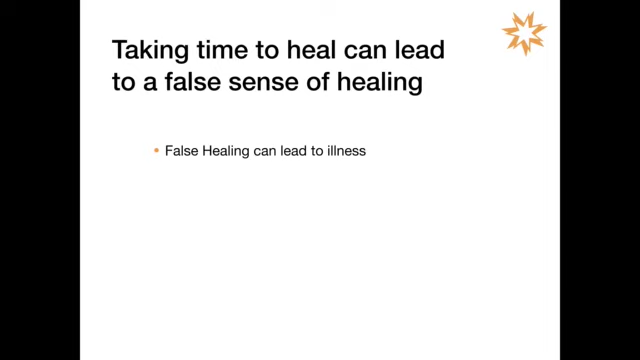 Taking time to heal can lead
to a false sense of healing
• False Healing can lead to illness